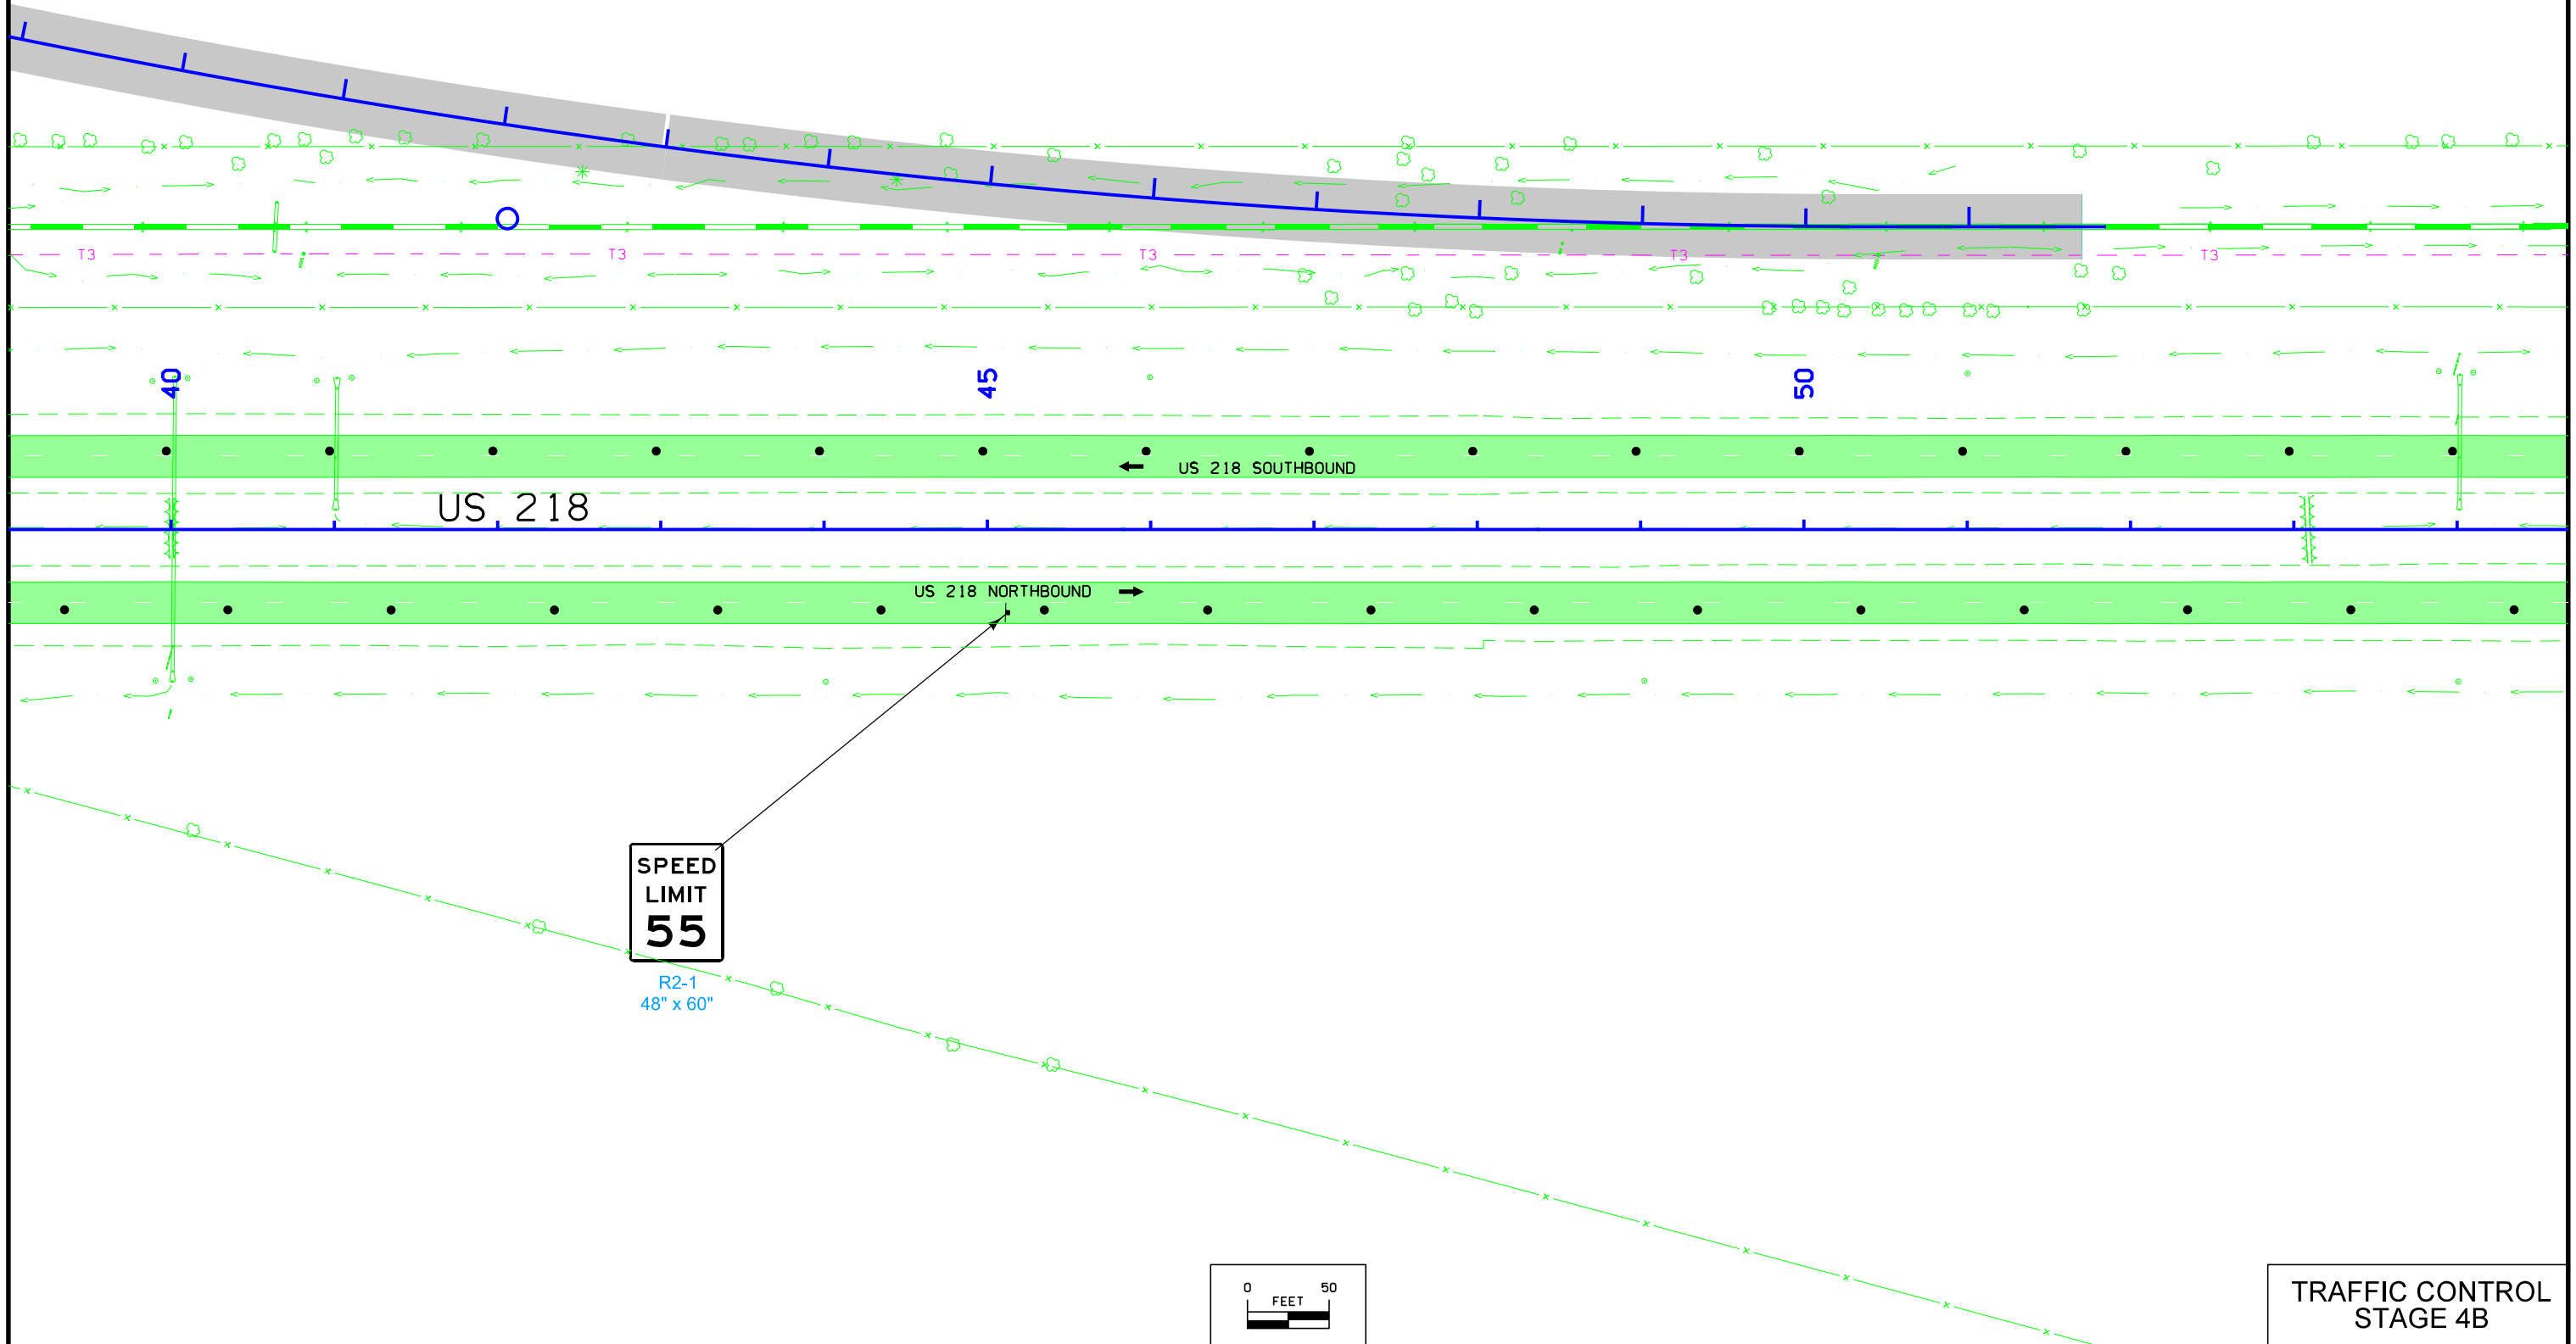 T3 T3 T3 T3 T3
40 45 50
US 218 SOUTHBOUND
US 218
US 218 NORTHBOUND
SPEED
LIMIT
55
R2-1
48" x 60"
0 50
FEET
TRAFFIC CONTROL
STAGE 4B